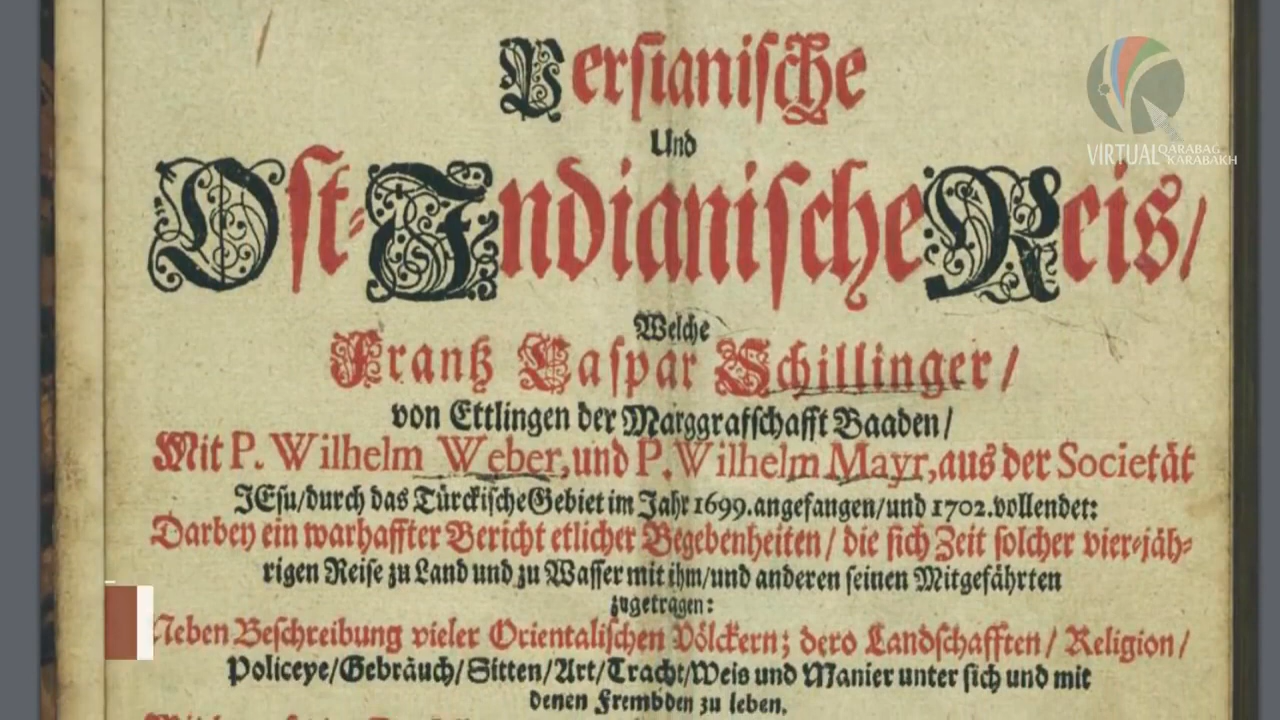 Persianische
Und
Ost-Indianische Reis/
Welche
Frantz Caspar Schillinger/
von Ettlingen der Marggrafschafft Baaden/
Mit P. Wilhelm Weber, und P. Wilhelm Mayr, aus der Societät
JEsu/durch das Türckische Gebiet im Jahr 1699. angefangen/und 1702. vollendet:
Darbey ein warhaffter Bericht etlicher Begebenheiten/ die sich Zeit solcher vier-jäh-
rigen Reise zu Land und zu Wasser mit ihm/und anderen seinen Mitgefährten
zugetragen:
Neben Beschreibung vieler Orientalischen Völckern; dero Landschafften/ Religion/
Policeye/Gebräuch/Sitten/Art/Tracht/Weis und Manier unter sich und mit
denen Frembden zu leben.
VIRTUAL QARABAG KARABAKH